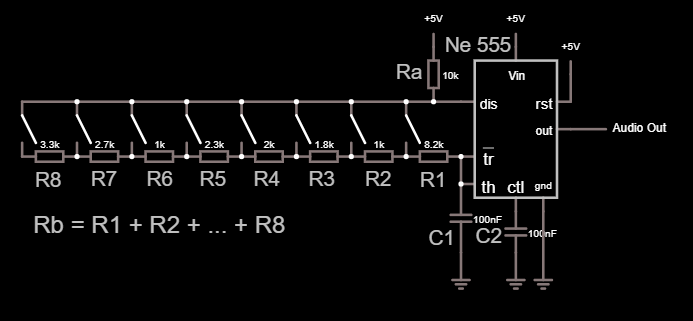 +5V
+5V
Ne 555
+5V
Ra
10k
Vin
dis
rst
out
Audio Out
3.3k
2.7k
1k
2.3k
2k
1.8k
1k
8.2k
tr
R8
R7
R6
R5
R4
R3
R2
R1
th
ctl
gnd
Rb = R1 + R2 + ... + R8
100nF
C1
C2
100nF